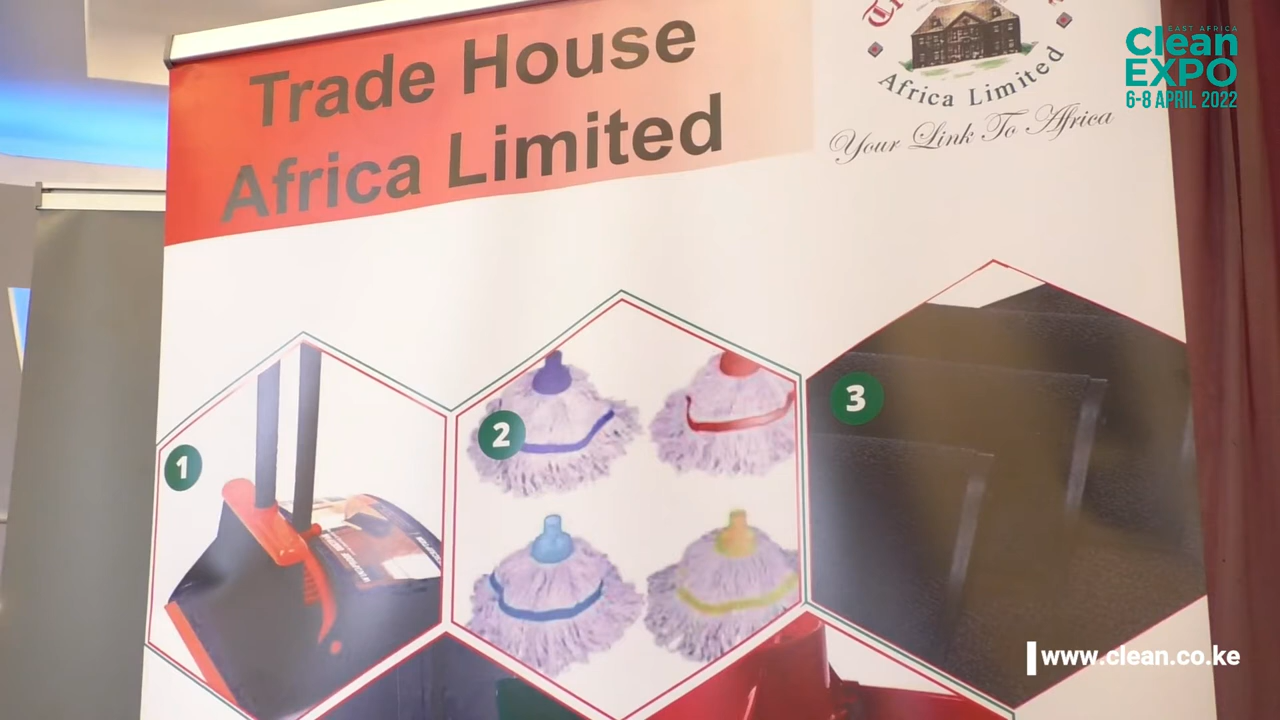 Trade House
Africa Limited
Africa Limited
Your Link To Africa
EAST AFRICA
Clean
EXPO
6-8 APRIL 2022
1
2
3
www.clean.co.ke